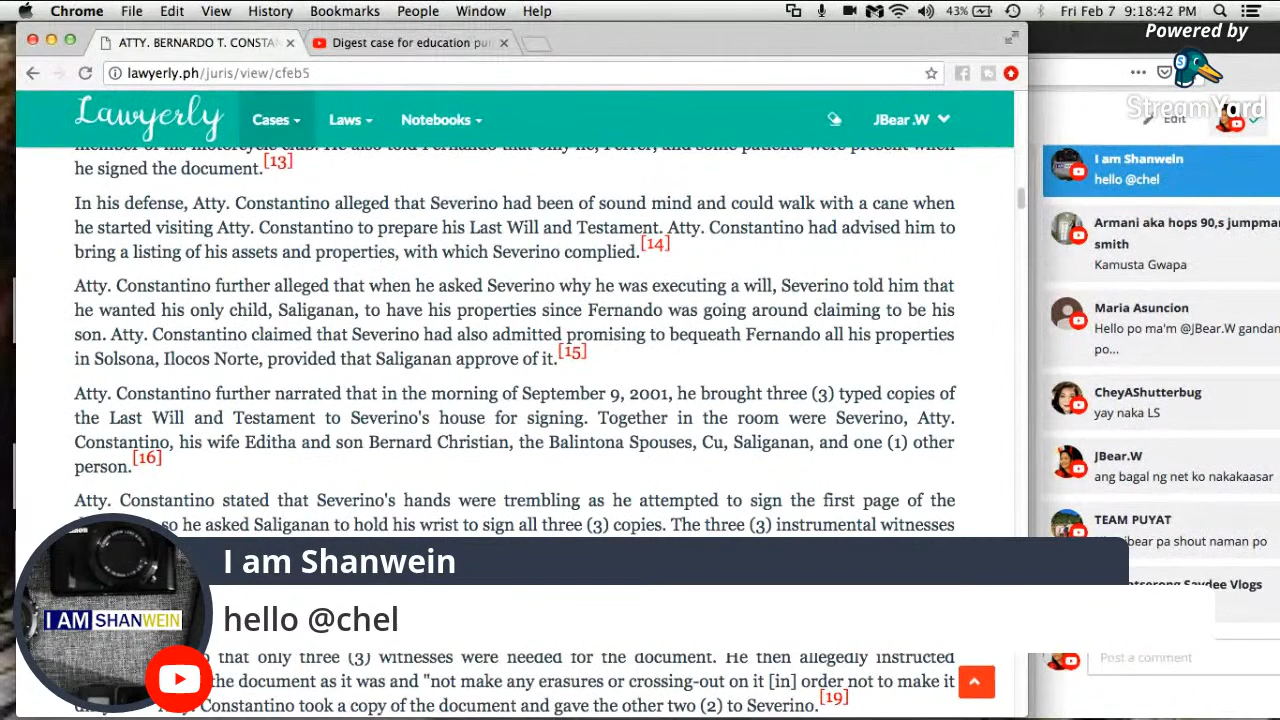 Chrome File Edit View History Bookmarks People Window Help 43% Fri Feb 7 9:18:42 PM
ATTY. BERNARDO T. CONSTAN
Digest case for education pu
Powered by
StreamYard
lawyerly.ph/juris/view/cfeb5
Lawyerly Cases Laws Notebooks JBear .W
Edit
he signed the document.[13]
In his defense, Atty. Constantino alleged that Severino had been of sound mind and could walk with a cane when
he started visiting Atty. Constantino to prepare his Last Will and Testament. Atty. Constantino had advised him to
bring a listing of his assets and properties, with which Severino complied.[14]
Atty. Constantino further alleged that when he asked Severino why he was executing a will, Severino told him that
he wanted his only child, Saliganan, to have his properties since Fernando was going around claiming to be his
son. Atty. Constantino claimed that Severino had also admitted promising to bequeath Fernando all his properties
in Solsona, Ilocos Norte, provided that Saliganan approve of it.[15]
Atty. Constantino further narrated that in the morning of September 9, 2001, he brought three (3) typed copies of
the Last Will and Testament to Severino's house for signing. Together in the room were Severino, Atty.
Constantino, his wife Editha and son Bernard Christian, the Balintona Spouses, Cu, Saliganan, and one (1) other
person.[16]
Atty. Constantino stated that Severino's hands were trembling as he attempted to sign the first page of the
so he asked Saliganan to hold his wrist to sign all three (3) copies. The three (3) instrumental witnesses
that only three (3) witnesses were needed for the document. He then allegedly instructed
the document as it was and "not make any erasures or crossing-out on it [in] order not to make it
Constantino took a copy of the document and gave the other two (2) to Severino.[19]
I am Shanwein
hello @chel
Armani aka hops 90,s jumpma
smith
Kamusta Gwapa
Maria Asuncion
Hello po ma'm @JBear.W gandan
po...
CheyAShutterbug
yay naka LS
JBear.W
ang bagal ng net ko nakakaasar
TEAM PUYAT
bear pa shout naman po
Saydee Vlogs
Post a comment
I am Shanwein
hello @chel
I AM SHANWEIN